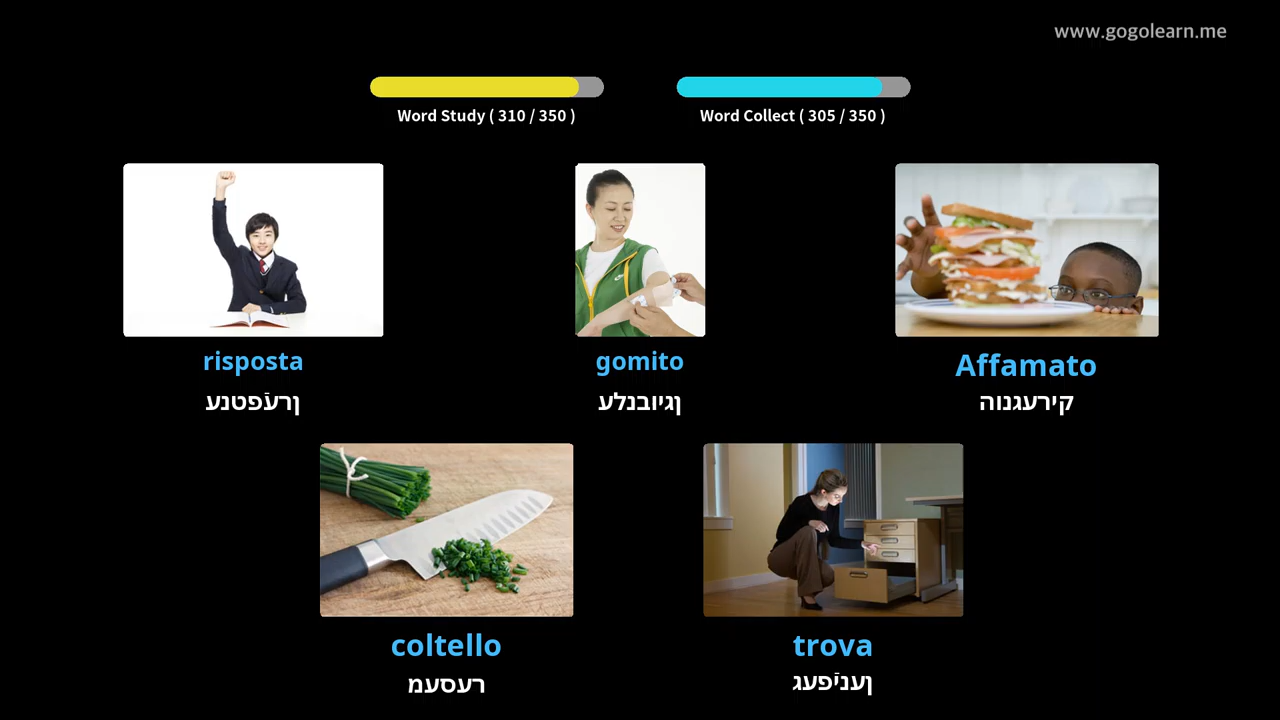 www.gogolearn.me
Word Study ( 310 / 350 )
Word Collect ( 305 / 350 )
risposta
ענטפֿערן
gomito
עלנבויגן
Affamato
הונגעריק
coltello
מעסער
trova
געפֿינען